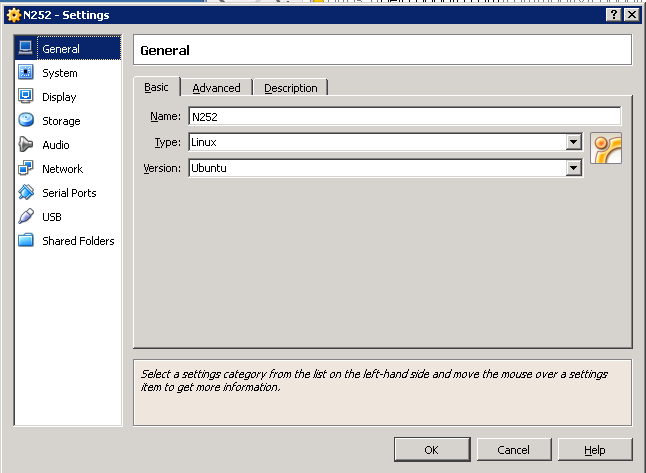 N252 - Settings
General
System
Display
Storage
Audio
Network
Serial Ports
USB
Shared Folders
General
Basic Advanced Description
Name: N252
Type: Linux
Version: Ubuntu
Select a settings category from the list on the left-hand side and move the mouse over a settings
item to get more information.
OK Cancel Help